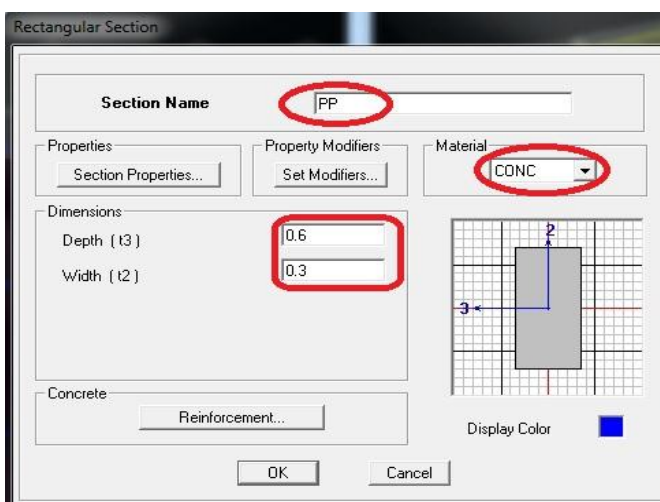 Rectangular Section
Section Name PP
Properties Property Modifiers Material
Section Properties... Set Modifiers... CONC
Dimensions
Depth ( t3 ) 0.6
Width ( t2 ) 0.3
2
3
Concrete
Reinforcement...
Display Color
OK Cancel